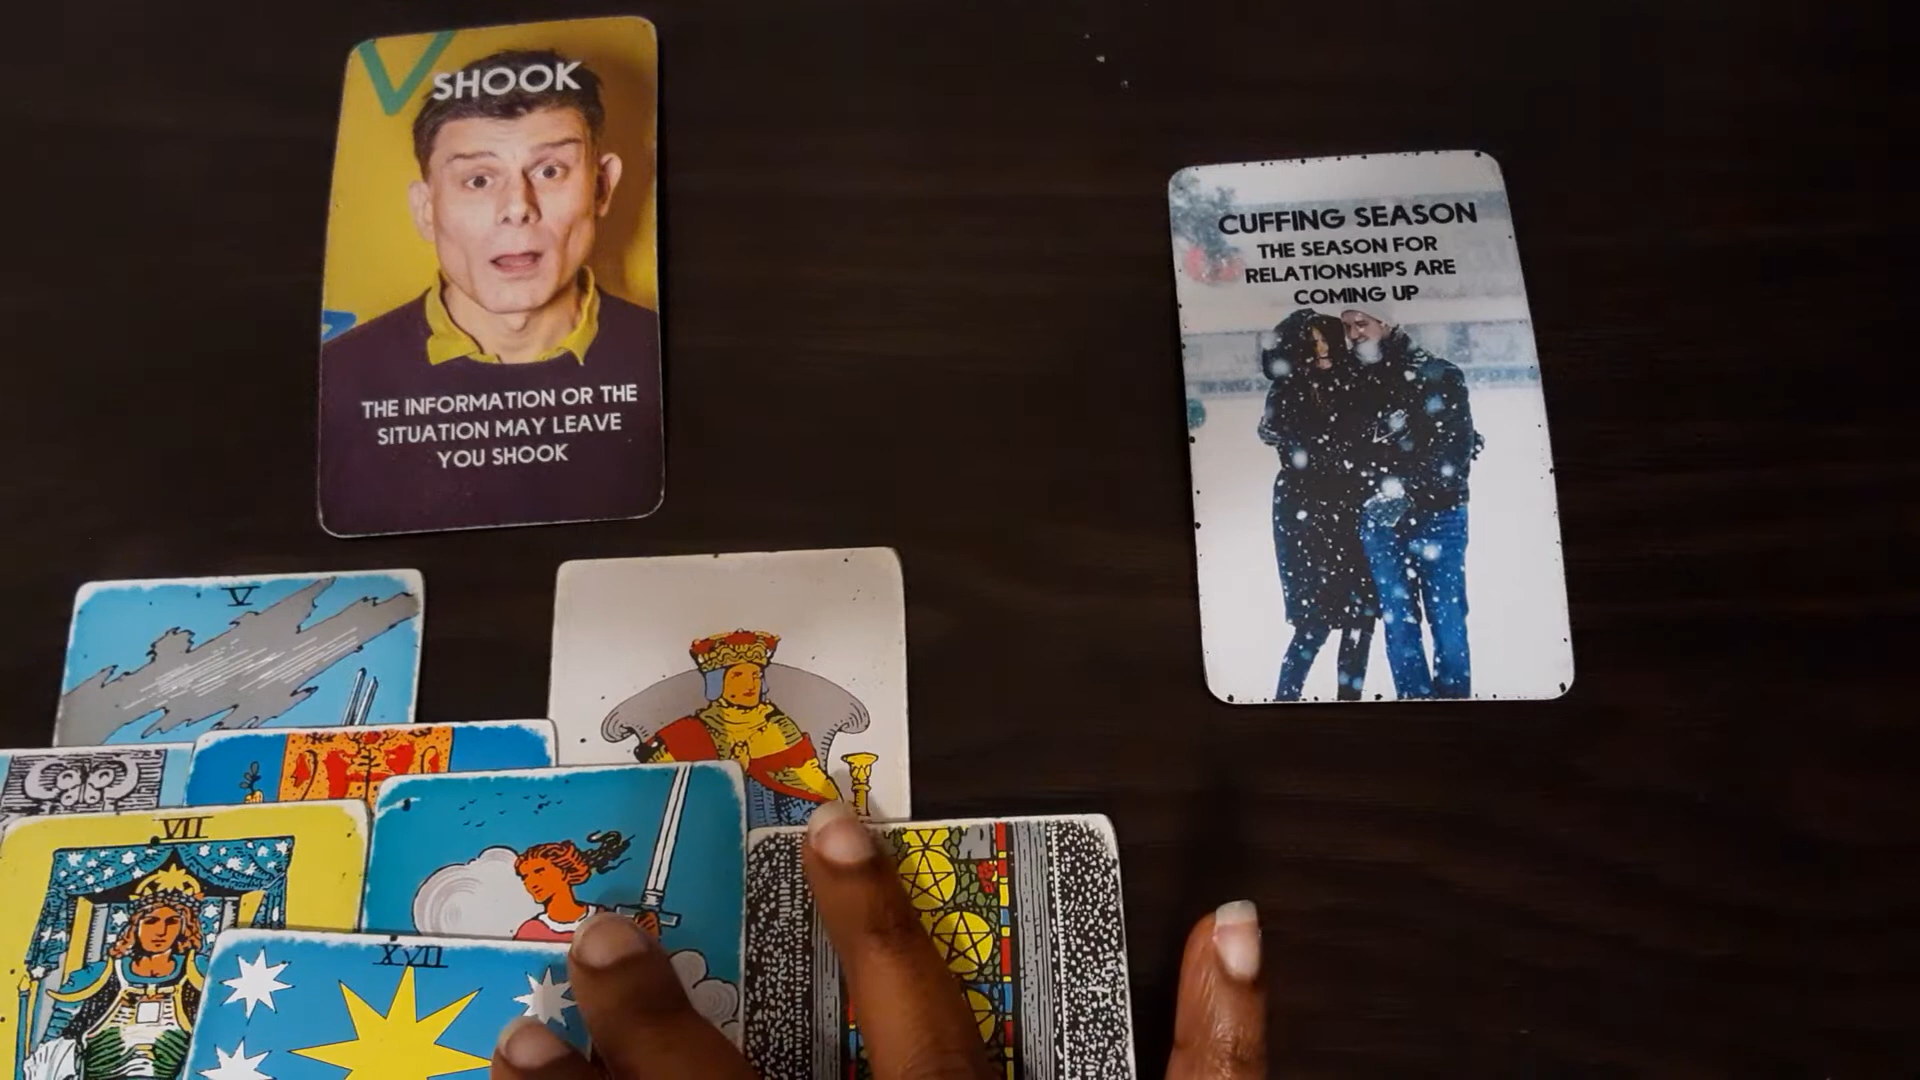 SHOOK
THE INFORMATION OR THE
SITUATION MAY LEAVE
YOU SHOOK
CUFFING SEASON
THE SEASON FOR
RELATIONSHIPS ARE
COMING UP
V
VII
XVII